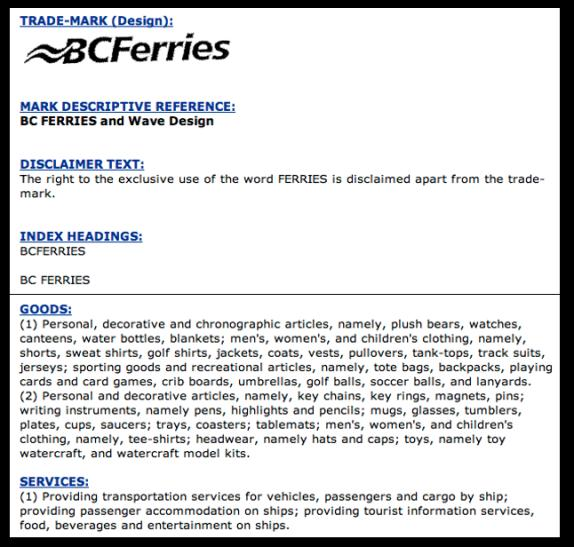 TRADE-MARK (Design):
BCFerries
MARK DESCRIPTIVE REFERENCE:
BC FERRIES and Wave Design
DISCLAIMER TEXT:
The right to the exclusive use of the word FERRIES is disclaimed apart from the trade-
mark.
INDEX HEADINGS:
BCFERRIES
BC FERRIES
GOODS:
(1) Personal, decorative and chronographic articles, namely, plush bears, watches,
canteens, water bottles, blankets; men's, women's, and children's clothing, namely,
shorts, sweat shirts, golf shirts, jackets, coats, vests, pullovers, tank-tops, track suits,
jerseys; sporting goods and recreational articles, namely, tote bags, backpacks, playing
cards and card games, crib boards, umbrellas, golf balls, soccer balls, and lanyards.
(2) Personal and decorative articles, namely, key chains, key rings, magnets, pins;
writing instruments, namely pens, highlights and pencils; mugs, glasses, tumblers,
plates, cups, saucers; trays, coasters; tablemats; men's, women's, and children's
clothing, namely, tee-shirts; headwear, namely hats and caps; toys, namely toy
watercraft, and watercraft model kits.
SERVICES:
(1) Providing transportation services for vehicles, passengers and cargo by ship;
providing passenger accommodation on ships; providing tourist information services,
food, beverages and entertainment on ships.